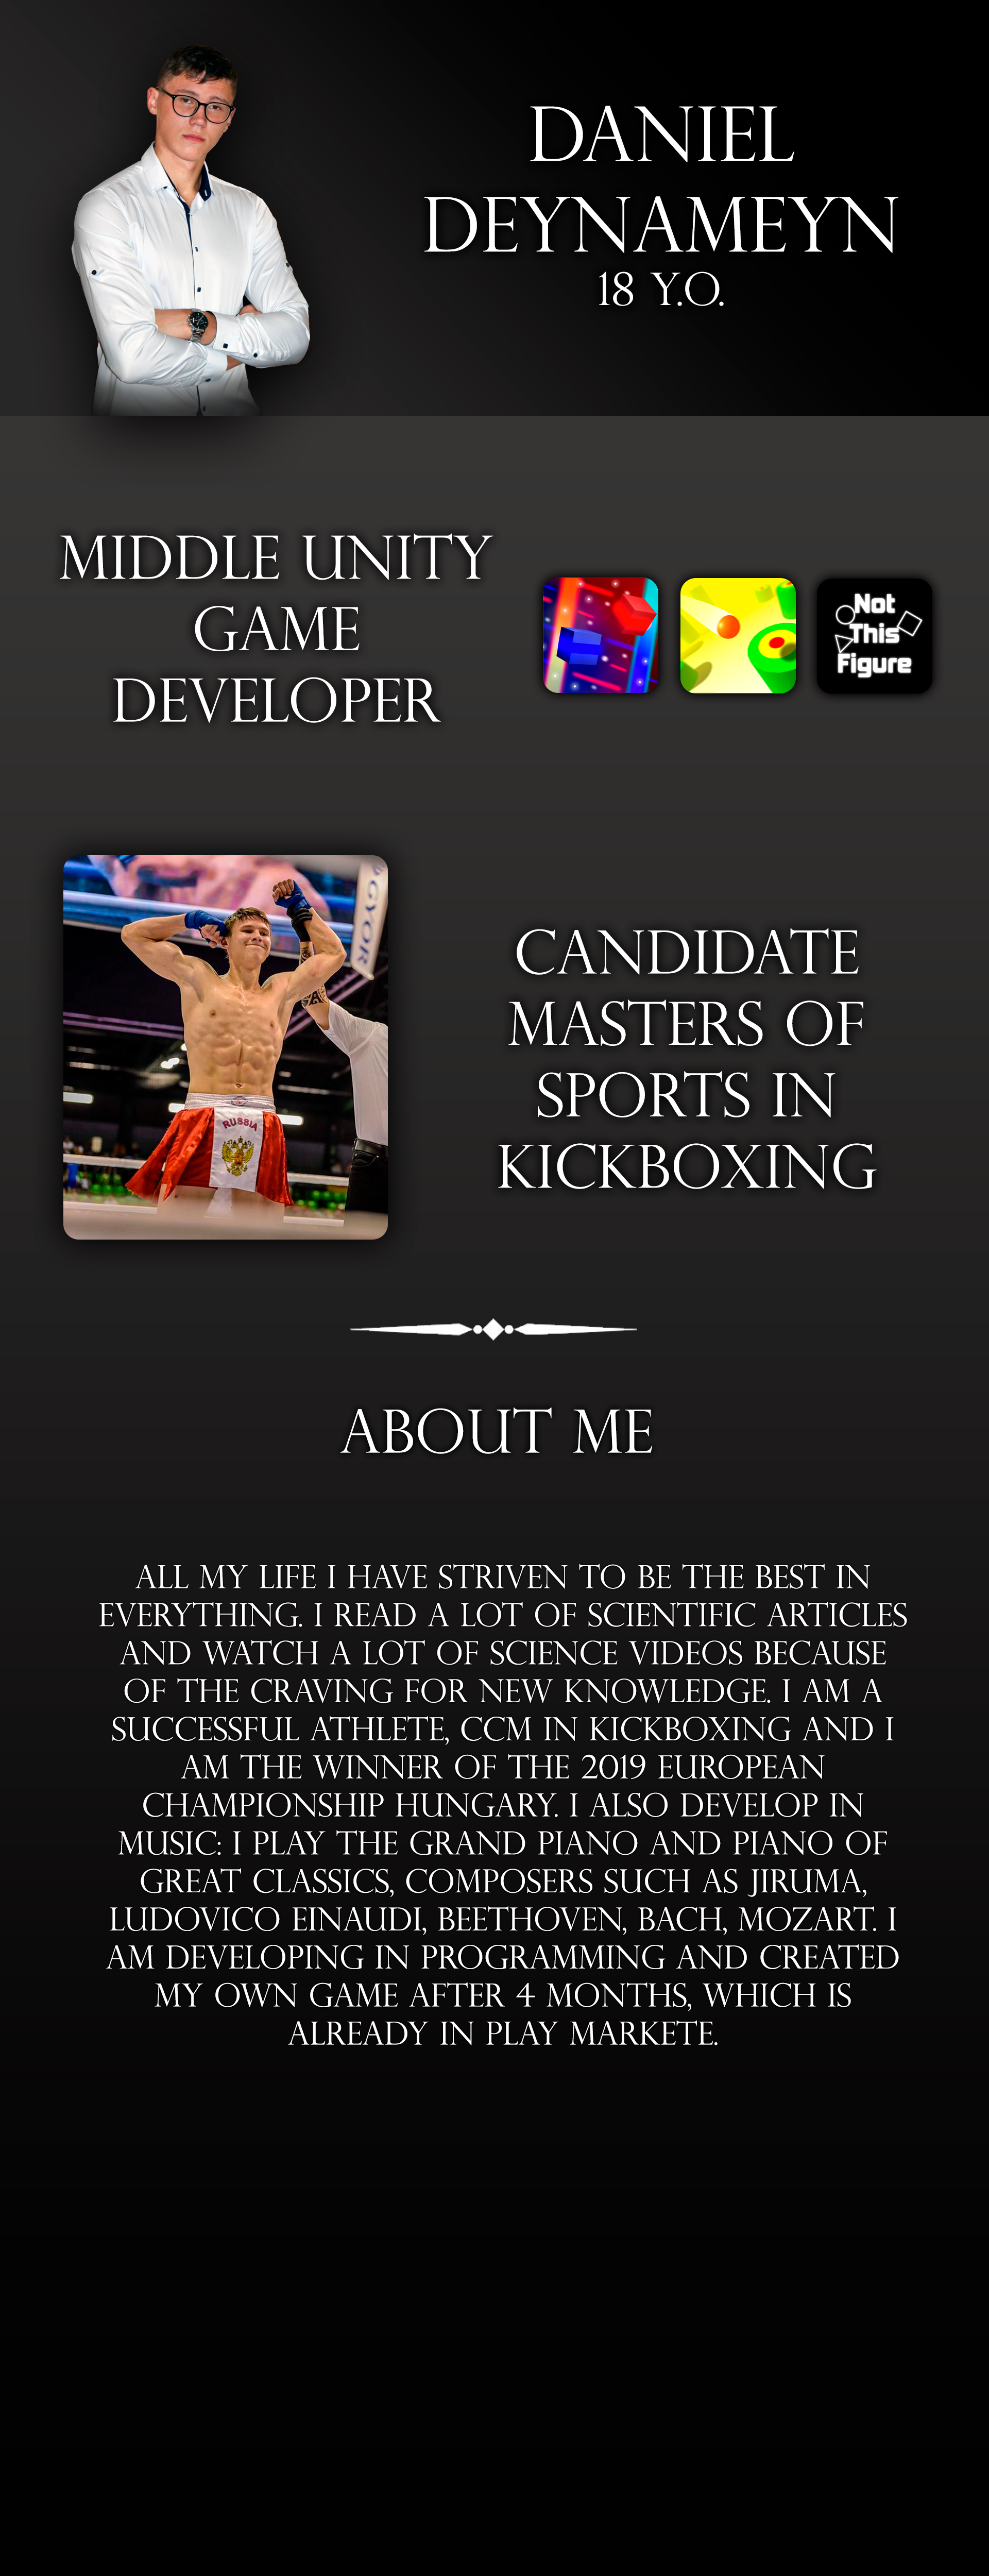 DANIEL
DEYNAMEYN
18 Y.O.
MIDDLE UNITY
GAME
DEVELOPER
Not
This
Figure
GYOR
RUSSIA
CANDIDATE
MASTERS OF
SPORTS IN
KICKBOXING
ABOUT ME
ALL MY LIFE I HAVE STRIVEN TO BE THE BEST IN
EVERYTHING. I READ A LOT OF SCIENTIFIC ARTICLES
AND WATCH A LOT OF SCIENCE VIDEOS BECAUSE
OF THE CRAVING FOR NEW KNOWLEDGE. I AM A
SUCCESSFUL ATHLETE, CCM IN KICKBOXING AND I
AM THE WINNER OF THE 2019 EUROPEAN
CHAMPIONSHIP HUNGARY. I ALSO DEVELOP IN
MUSIC: I PLAY THE GRAND PIANO AND PIANO OF
GREAT CLASSICS, COMPOSERS SUCH AS JIRUMA,
LUDOVICO EINAUDI, BEETHOVEN, BACH, MOZART. I
AM DEVELOPING IN PROGRAMMING AND CREATED
MY OWN GAME AFTER 4 MONTHS, WHICH IS
ALREADY IN PLAY MARKETE.